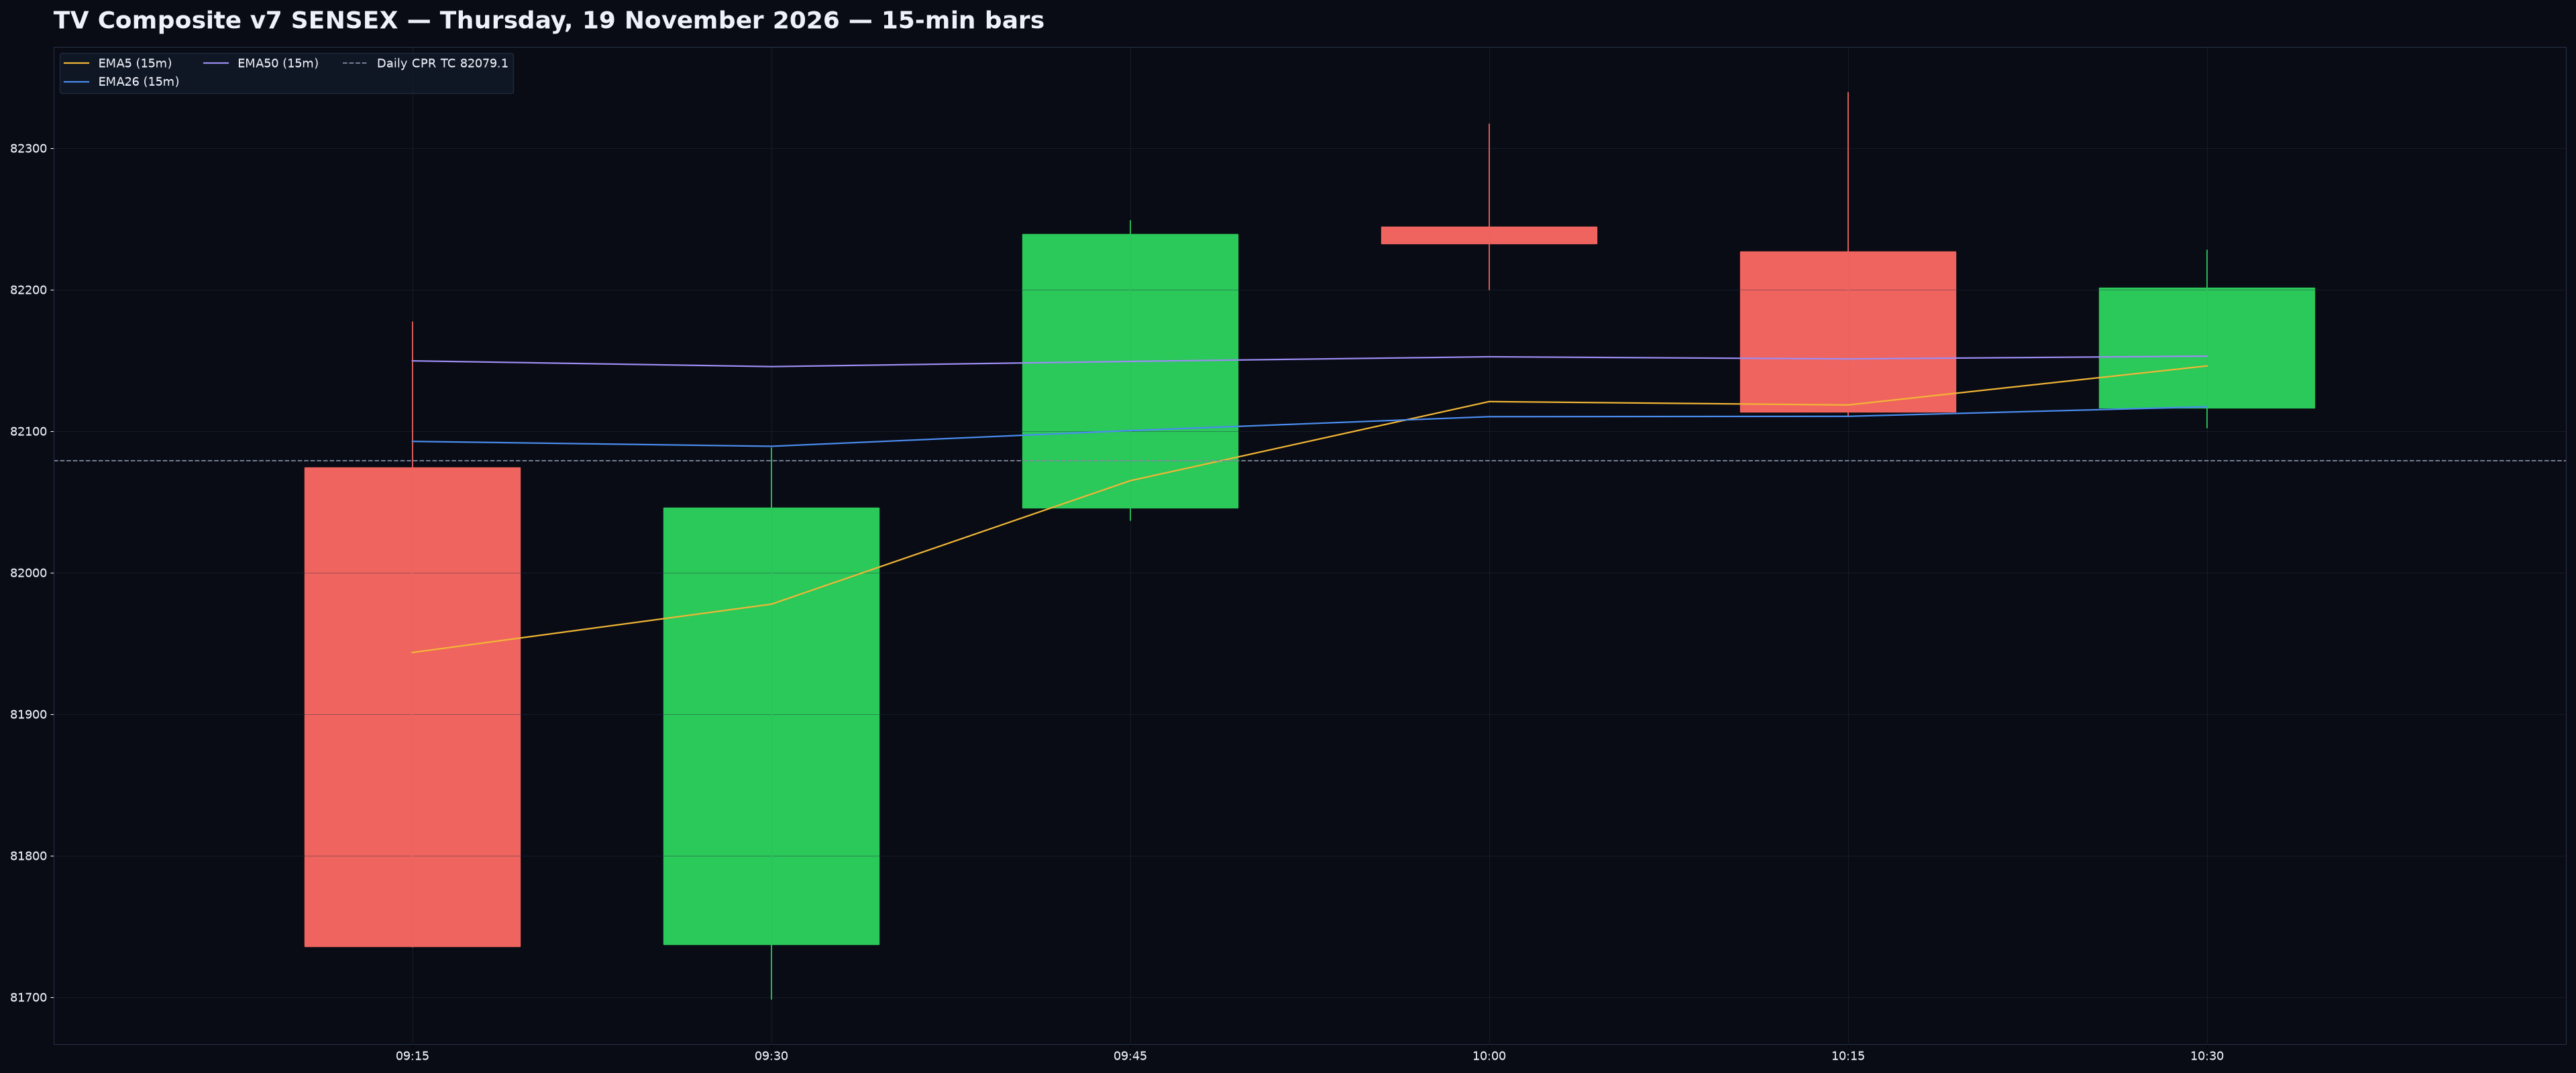 TV Composite v7 SENSEX — Thursday, 19 November 2026 — 15-min bars
EMA5 (15m) EMA50 (15m) Daily CPR TC 82079.1
EMA26 (15m)
82300
82200
82100
82000
81900
81800
81700
09:15 09:30 09:45 10:00 10:15 10:30